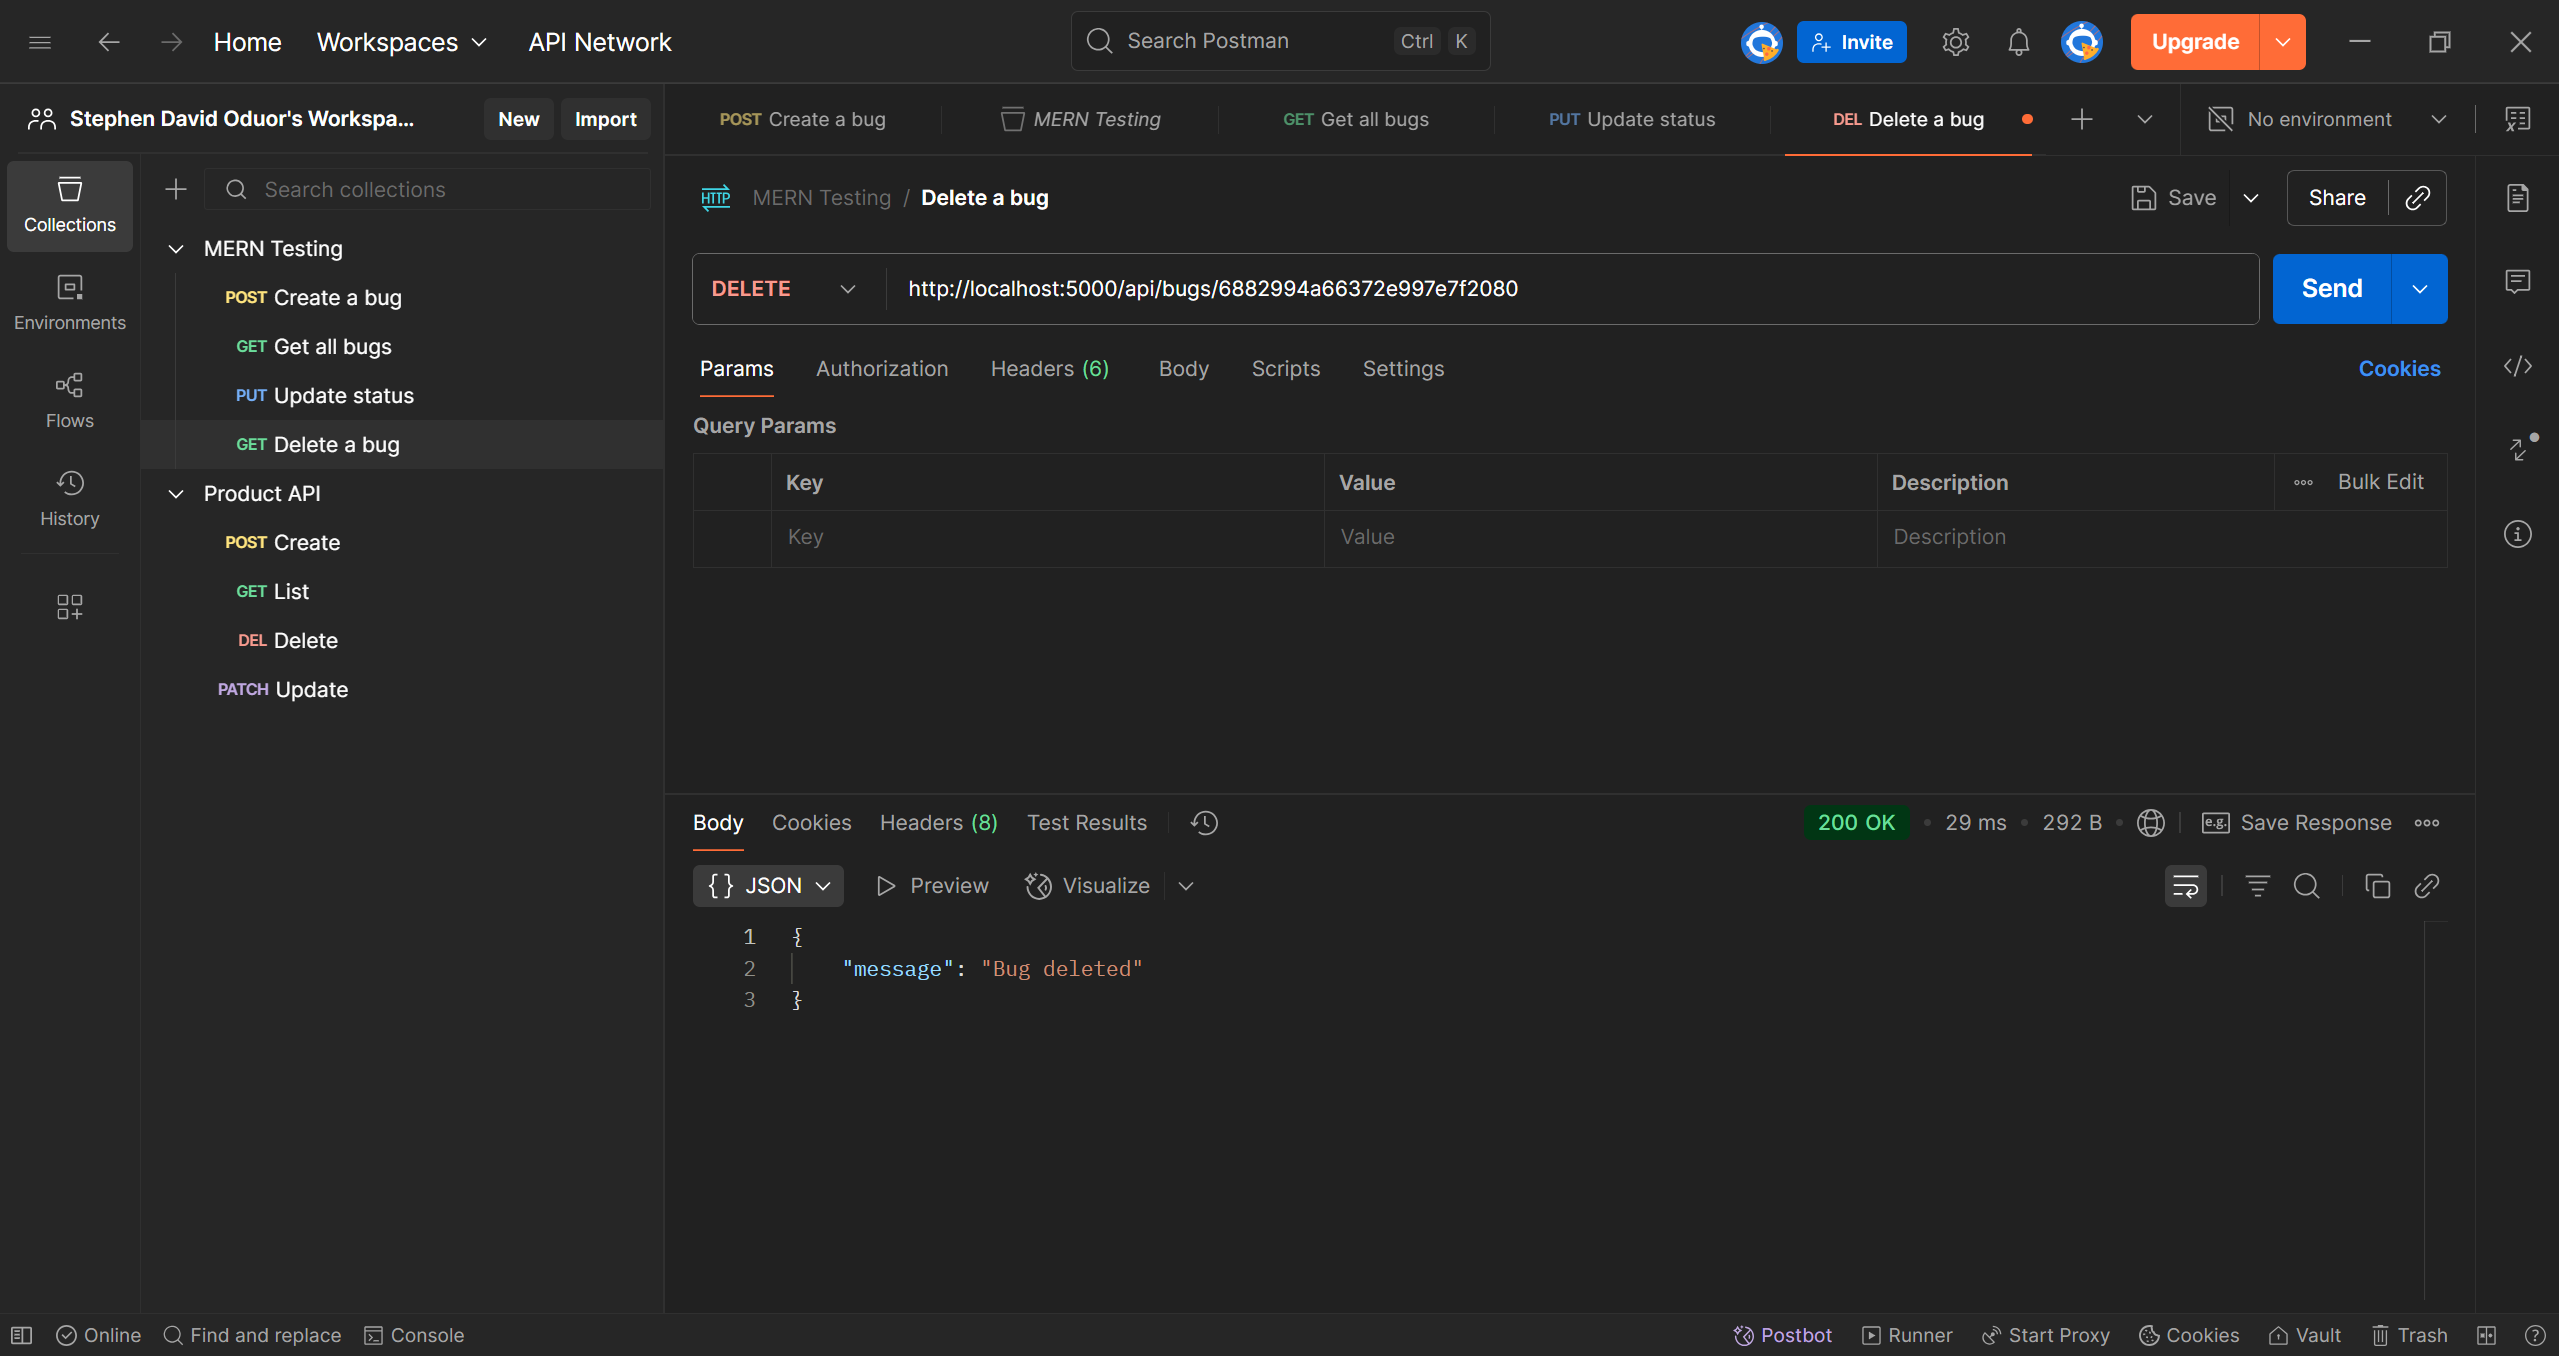 Home Workspaces API Network Search Postman Ctrl K Invite Upgrade
Stephen David Oduor's Workspa... New Import
POST Create a bug MERN Testing GET Get all bugs PUT Update status DEL Delete a bug No environment
Collections
Environments
Flows
History
Search collections
MERN Testing
POST Create a bug
GET Get all bugs
PUT Update status
GET Delete a bug
Product API
POST Create
GET List
DEL Delete
PATCH Update
HTTP MERN Testing / Delete a bug Save Share
DELETE http://localhost:5000/api/bugs/6882994a66372e997e7f2080 Send
Params Authorization Headers (6) Body Scripts Settings Cookies
Query Params
Key Value Description Bulk Edit
Key Value Description
Body Cookies Headers (8) Test Results 200 OK • 29 ms • 292 B • e.g. Save Response
{} JSON Preview Visualize
1 {
2 "message": "Bug deleted"
3 }
Online Find and replace Console Postbot Runner Start Proxy Cookies Vault Trash